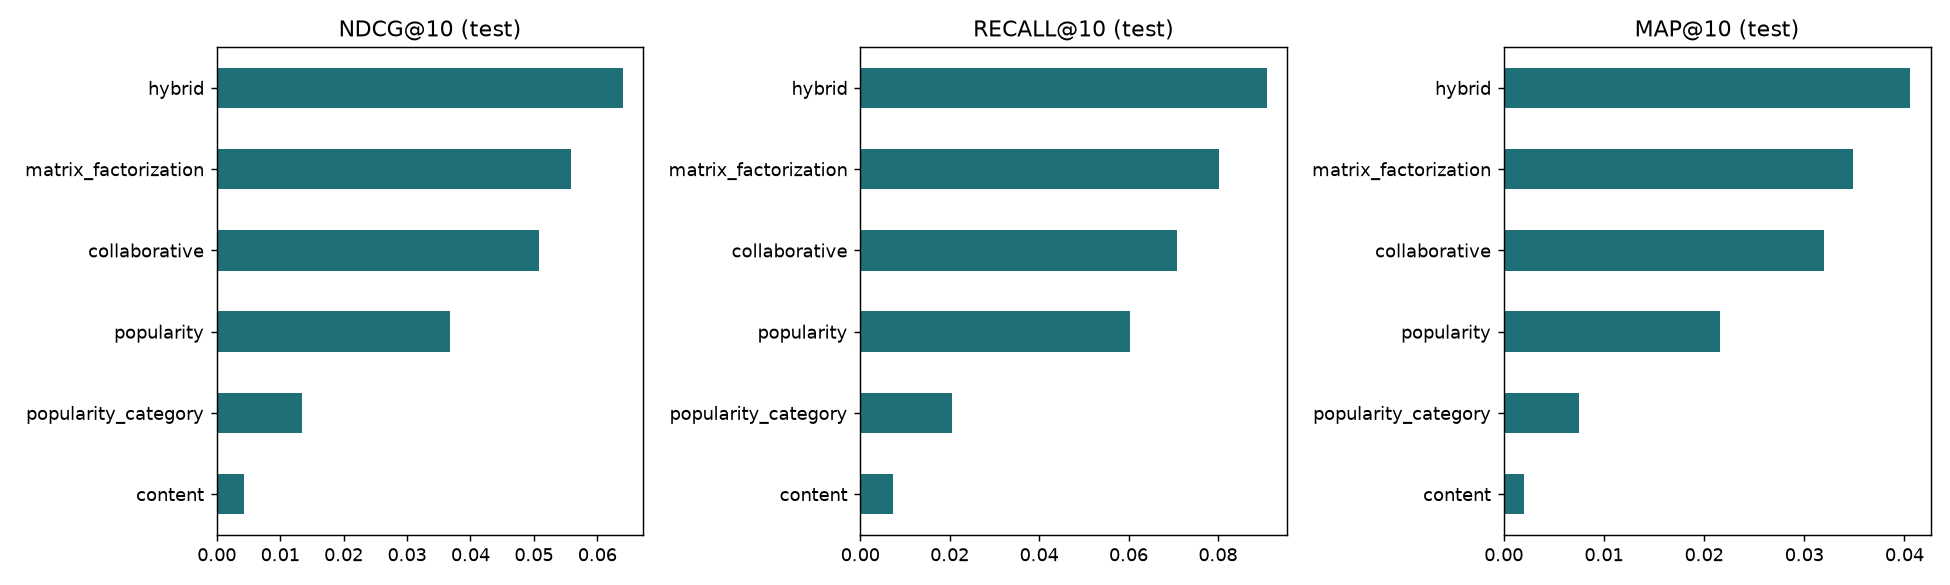 NDCG@10 (test)
hybrid
matrix_factorization
collaborative
popularity
popularity_category
content
0.00 0.01 0.02 0.03 0.04 0.05 0.06
RECALL@10 (test)
hybrid
matrix_factorization
collaborative
popularity
popularity_category
content
0.00 0.02 0.04 0.06 0.08
MAP@10 (test)
hybrid
matrix_factorization
collaborative
popularity
popularity_category
content
0.00 0.01 0.02 0.03 0.04